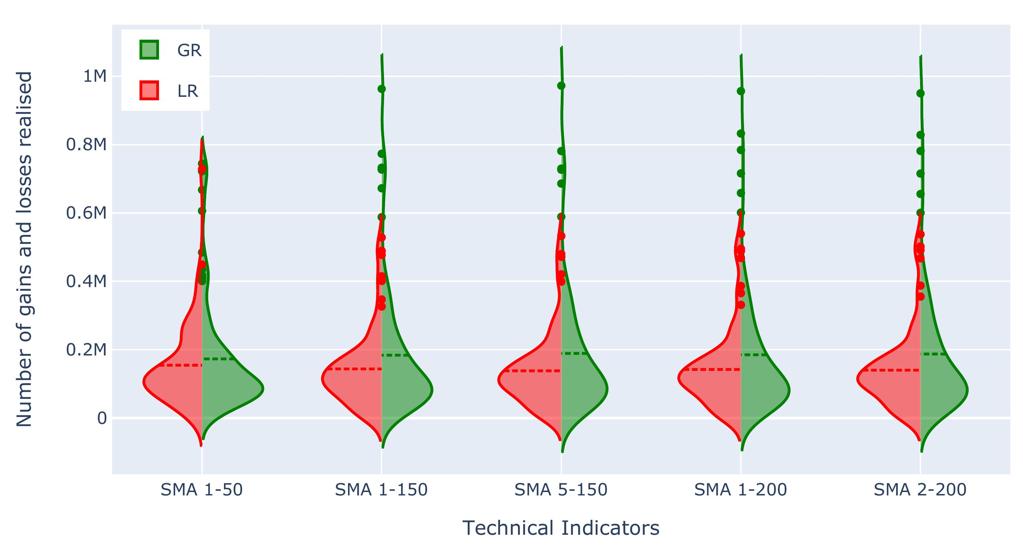 GR
LR
Number of gains and losses realised
1M
0.8M
0.6M
0.4M
0.2M
0
SMA 1-50
SMA 1-150
SMA 5-150
SMA 1-200
SMA 2-200
Technical Indicators